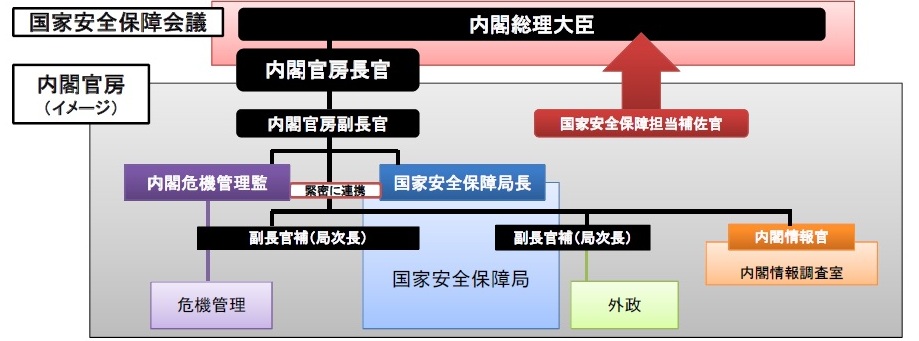 国家安全保障会議
内閣総理大臣
内閣官房長官
内閣官房
(イメージ)
内閣官房副長官
国家安全保障担当補佐官
内閣危機管理監
緊密に連携
国家安全保障局長
副長官補(局次長)
副長官補(局次長)
内閣情報官
内閣情報調査室
国家安全保障局
危機管理
外政